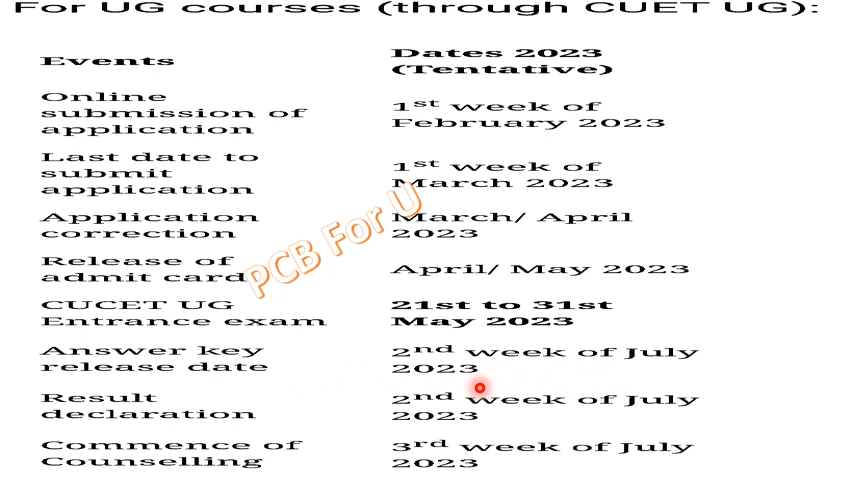 For UG courses (through CUET UG):
Events
Dates 2023
(Tentative)
Online
submission of
application
1st week of
February 2023
Last date to
submit
application
1st week of
March 2023
Application
correction
March/ April
2023
Release of
admit card
April/ May 2023
CUCET UG
Entrance exam
21st to 31st
May 2023
Answer key
release date
2nd week of July
2023
Result
declaration
2nd week of July
2023
Commence of
Counselling
3rd week of July
2023
PCB For U